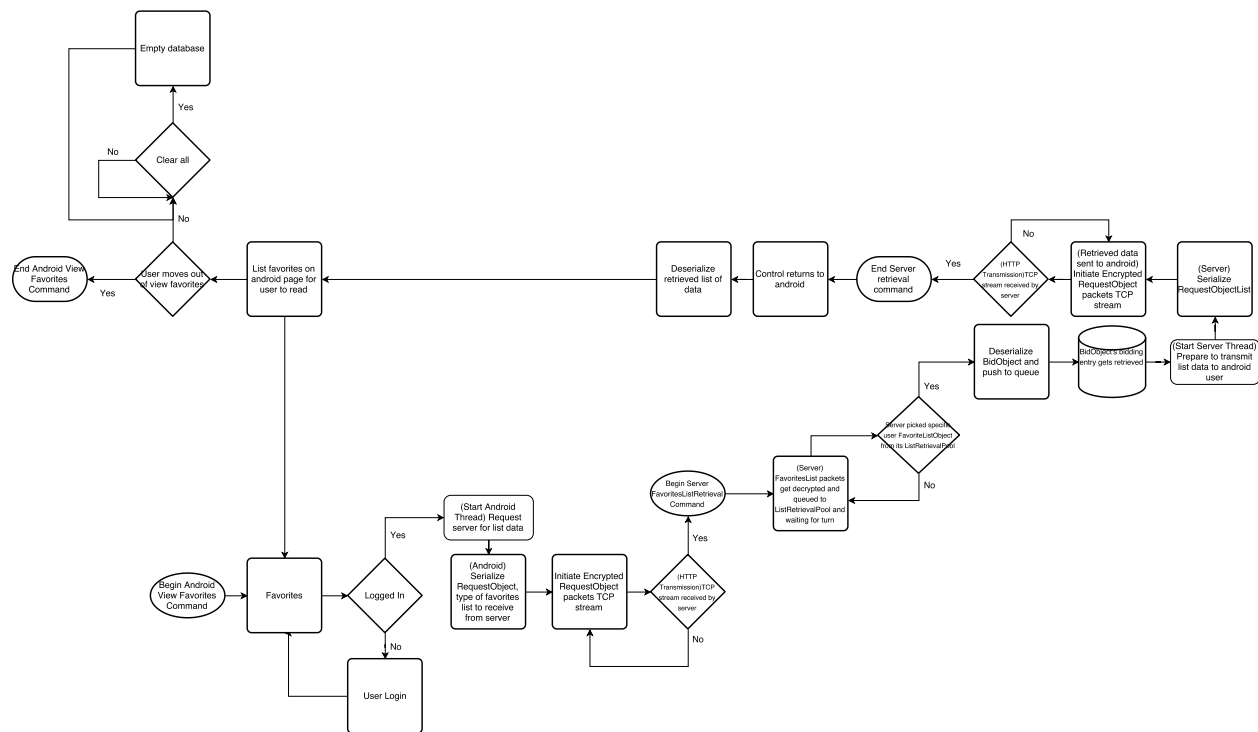 Empty database
Yes
No
Clear all
No
End Android View
Favorites
Command
Yes
User moves out
of view favorites
List favorites on
android page for
user to read
Deserialize
retrieved list of
data
Control returns to
android
End Server
retrieval
command
Yes
No
(HTTP
Transmission)TCP
stream received by
server
(Retrieved data
sent to android)
Initiate Encrypted
RequestObject
packets TCP
stream
(Server)
Serialize
RequestObjectList
Deserialize
BidObject and
push to queue
BidObject's bidding
entry gets retrieved
(Start Server Thread)
Prepare to transmit
list data to android
user
Yes
Server picked specific
user FavoriteListObject
from its ListRetrievalPool
No
(Server)
FavoritesList packets
get decrypted and
queued to
ListRetrievalPool and
waiting for turn
Begin Server
FavoritesListRetrieval
Command
Yes
(Start Android
Thread) Request
server for list data
Yes
Begin Android
View Favorites
Command
Favorites
Logged In
(Android)
Serialize
RequestObject,
type of favorites
list to receive
from server
Initiate Encrypted
RequestObject
packets TCP
stream
(HTTP
Transmission)TCP
stream received by
server
No
No
User Login